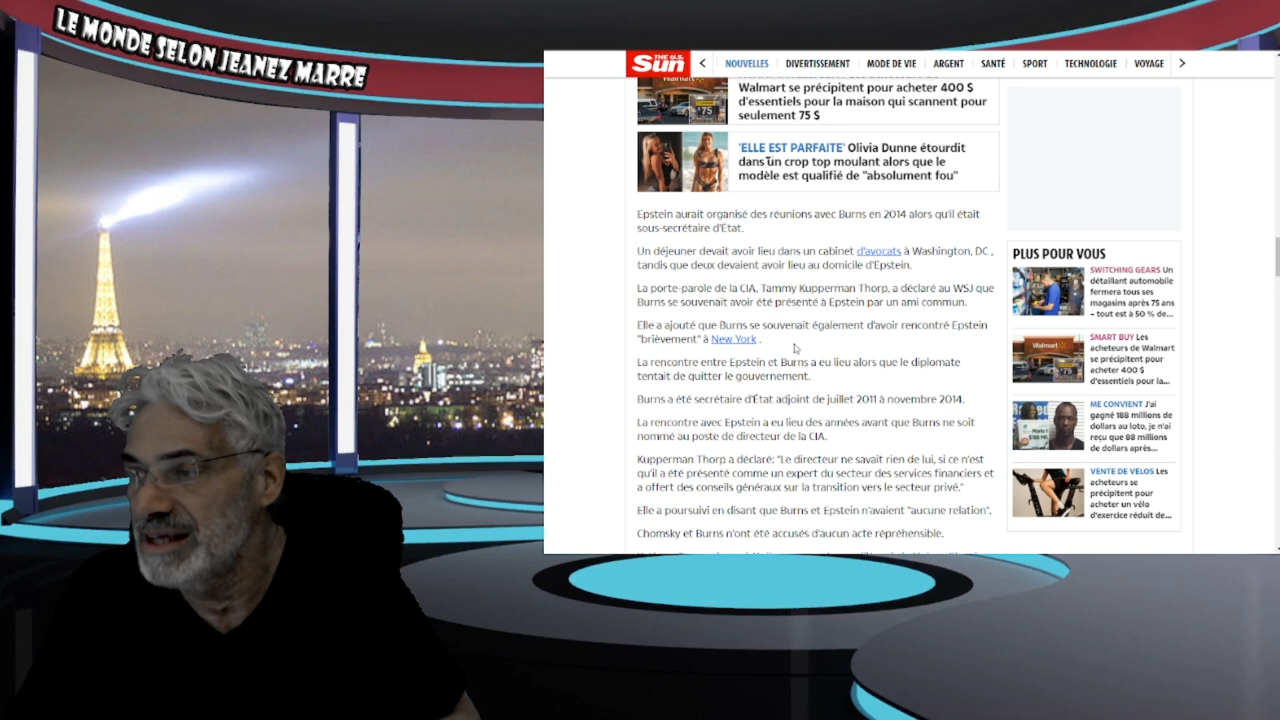 LE MONDE SELON JEANEZ MARRE
THE U.S.
Sun
NOUVELLES
DIVERTISSEMENT
MODE DE VIE
ARGENT
SANTÉ
SPORT
TECHNOLOGIE
VOYAGE
Walmart se précipitent pour acheter 400 $
d'essentiels pour la maison qui scannent pour
seulement 75 $
'ELLE EST PARFAITE' Olivia Dunne étourdit
dans un crop top moulant alors que le
modèle est qualifié de "absolument fou"
Epstein aurait organisé des réunions avec Burns en 2014 alors qu'il était
sous-secrétaire d'État.
Un déjeuner devait avoir lieu dans un cabinet d'avocats à Washington, DC ,
tandis que deux devaient avoir lieu au domicile d'Epstein.
La porte-parole de la CIA, Tammy Kupperman Thorp, a déclaré au WSJ que
Burns se souvenait avoir été présenté à Epstein par un ami commun.
Elle a ajouté que Burns se souvenait également d'avoir rencontré Epstein
"brièvement" à New York .
La rencontre entre Epstein et Burns a eu lieu alors que le diplomate
tentait de quitter le gouvernement.
Burns a été secrétaire d'État adjoint de juillet 2011 à novembre 2014.
La rencontre avec Epstein a eu lieu des années avant que Burns ne soit
nommé au poste de directeur de la CIA.
Kupperman Thorp a déclaré: "Le directeur ne savait rien de lui, si ce n'est
qu'il a été présenté comme un expert du secteur des services financiers et
a offert des conseils généraux sur la transition vers le secteur privé."
Elle a poursuivi en disant que Burns et Epstein n'avaient "aucune relation".
Chomsky et Burns n'ont été accusés d'aucun acte répréhensible.
PLUS POUR VOUS
SWITCHING GEARS Un
détaillant automobile
fermera tous ses
magasins après 75 ans
- tout est à 50 % de...
SMART BUY Les
acheteurs de Walmart
se précipitent pour
acheter 400 $
d'essentiels pour la...
ME CONVIENT J'ai
gagné 188 millions de
dollars au loto, je n'ai
reçu que 88 millions
de dollars après...
VENTE DE VÉLOS Les
acheteurs se
précipitent pour
acheter un vélo
d'exercice réduit de...